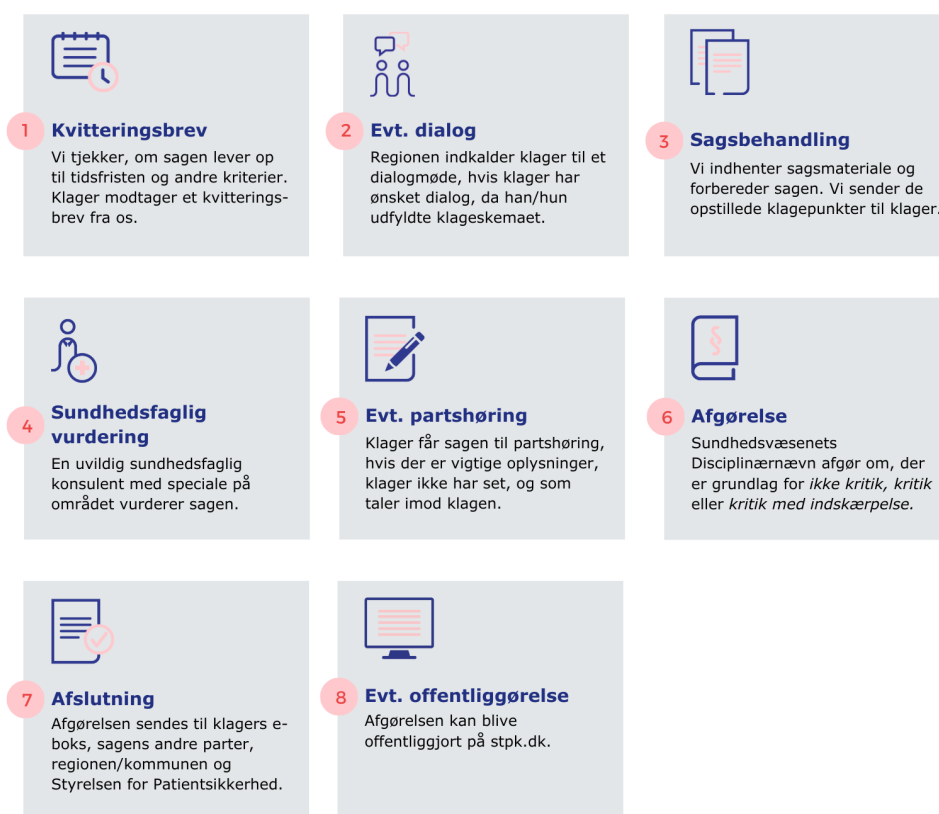 1
Kvitteringsbrev
Vi tjekker, om sagen lever op
til tidsfristen og andre kriterier.
Klager modtager et kvitterings-
brev fra os.
2
Evt. dialog
Regionen indkalder klager til et
dialogmøde, hvis klager har
ønsket dialog, da han/hun
udfyldte klageskemaet.
3
Sagsbehandling
Vi indhenter sagsmateriale og
forbereder sagen. Vi sender de
opstillede klagepunkter til klager.
4
Sundhedsfaglig
vurdering
En uvildig sundhedsfaglig
konsulent med speciale på
området vurderer sagen.
5
Evt. partshøring
Klager får sagen til partshøring,
hvis der er vigtige oplysninger,
klager ikke har set, og som
taler imod klagen.
6
§
Afgørelse
Sundhedsvæsenets
Disciplinærnævn afgør om, der
er grundlag for ikke kritik, kritik
eller kritik med indskærpelse.
7
Afslutning
Afgørelsen sendes til klagers e-
boks, sagens andre parter,
regionen/kommunen og
Styrelsen for Patientsikkerhed.
8
Evt. offentliggørelse
Afgørelsen kan blive
offentliggjort på stpk.dk.